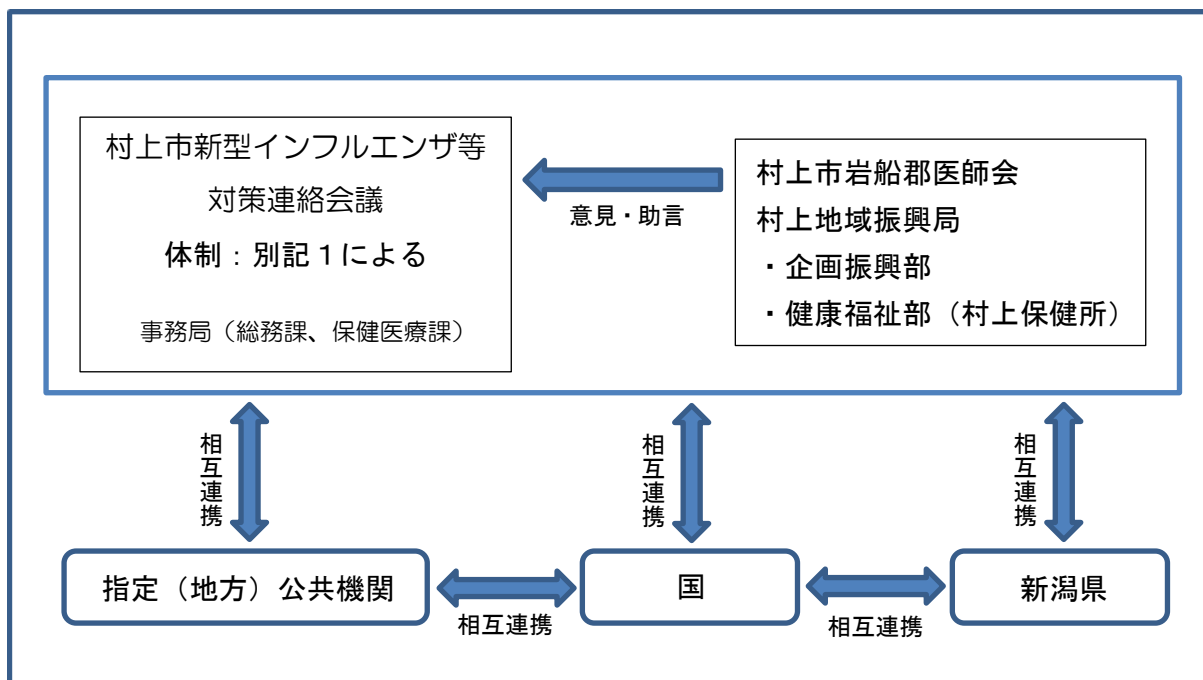 村上市新型インフルエンザ等
対策連絡会議
体制：別記１による
事務局（総務課、保健医療課）
意見・助言
村上市岩船郡医師会
村上地域振興局
・企画振興部
・健康福祉部（村上保健所）
相互連携
相互連携
相互連携
指定（地方）公共機関
相互連携
国
相互連携
新潟県